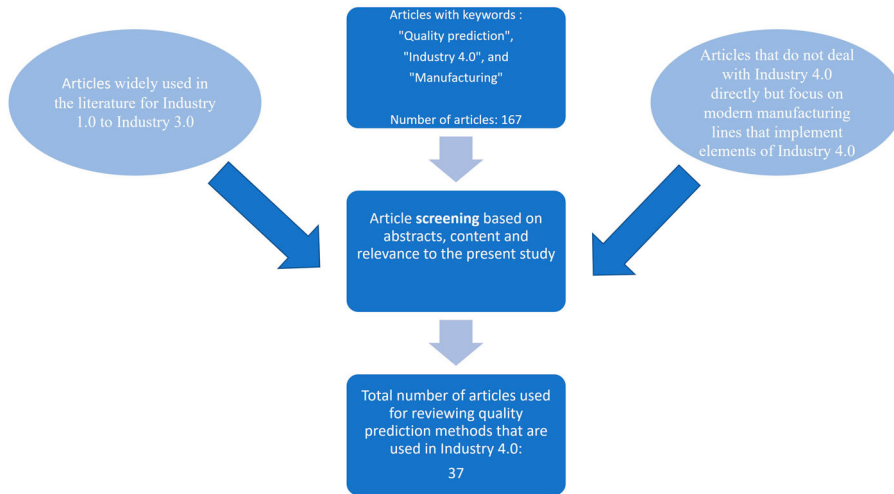 Articles with keywords :
"Quality prediction",
"Industry 4.0", and
"Manufacturing"
Number of articles: 167
Articles widely used in
the literature for Industry
1.0 to Industry 3.0
Articles that do not deal
with Industry 4.0
directly but focus on
modern manufacturing
lines that implement
elements of Industry 4.0
Article screening based on
abstracts, content and
relevance to the present study
Total number of articles used
for reviewing quality
prediction methods that are
used in Industry 4.0:
37